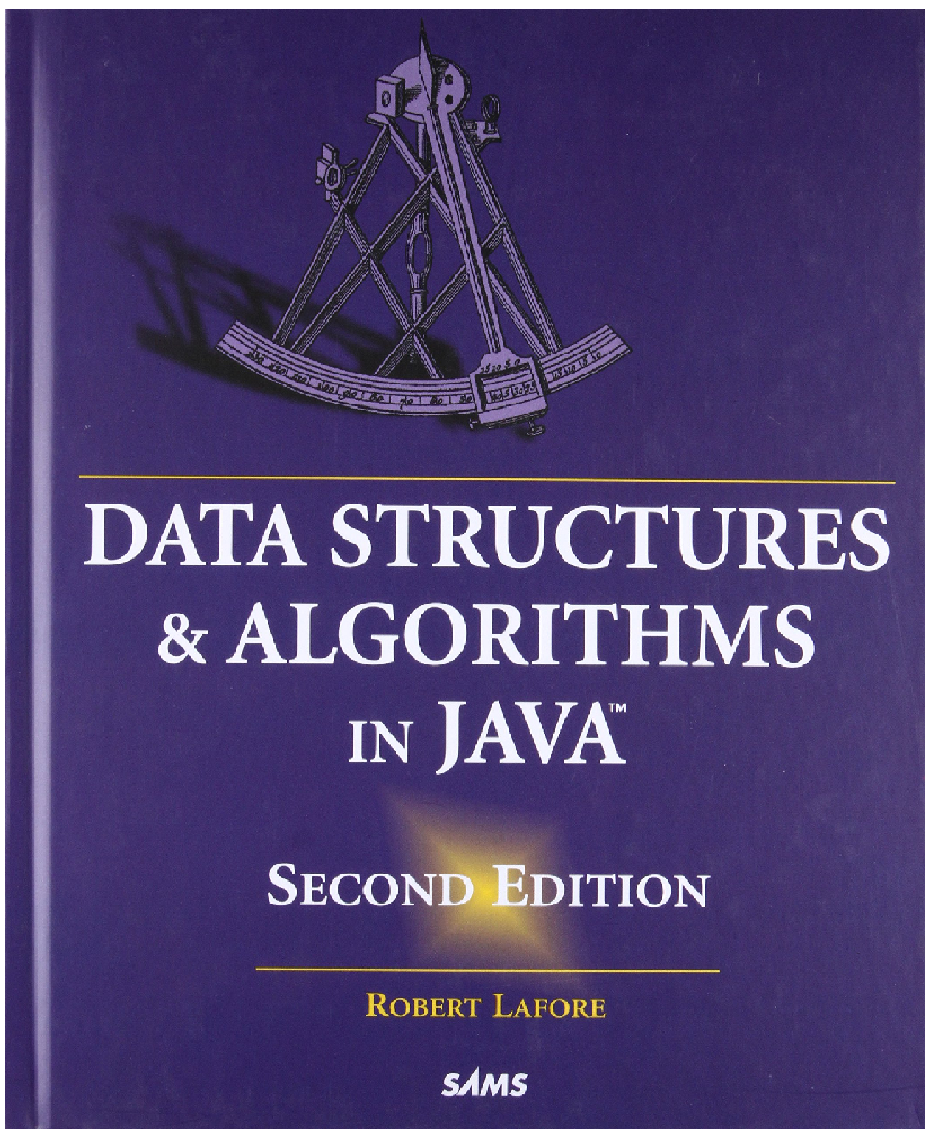 DATA STRUCTURES
& ALGORITHMS
IN JAVA™
SECOND EDITION
ROBERT LAFORE
SAMS